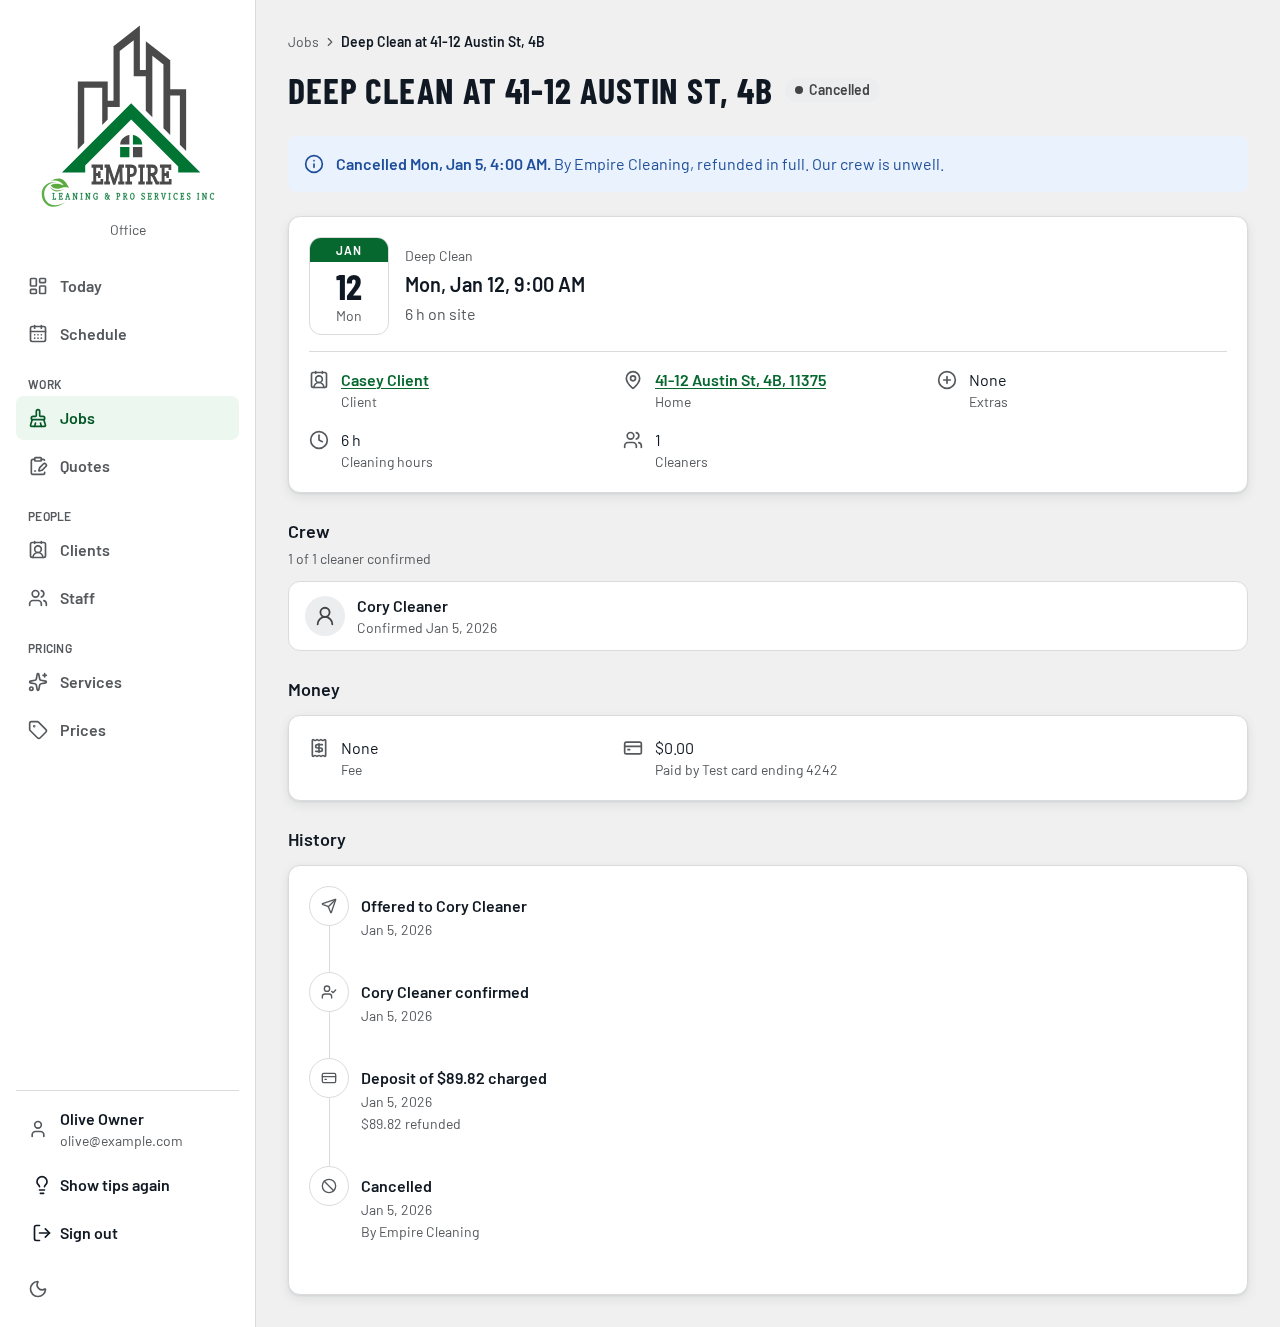 EMPIRE
LEANING & PRO SERVICES INC
Office
Today
Schedule
WORK
Jobs
Quotes
PEOPLE
Clients
Staff
PRICING
Services
Prices
Olive Owner
olive@example.com
Show tips again
Sign out
Jobs > Deep Clean at 41-12 Austin St, 4B
DEEP CLEAN AT 41-12 AUSTIN ST, 4B
Cancelled
Cancelled Mon, Jan 5, 4:00 AM. By Empire Cleaning, refunded in full. Our crew is unwell.
JAN
12
Mon
Deep Clean
Mon, Jan 12, 9:00 AM
6 h on site
Casey Client
Client
41-12 Austin St, 4B, 11375
Home
None
Extras
6 h
Cleaning hours
1
Cleaners
Crew
1 of 1 cleaner confirmed
Cory Cleaner
Confirmed Jan 5, 2026
Money
None
Fee
$0.00
Paid by Test card ending 4242
History
Offered to Cory Cleaner
Jan 5, 2026
Cory Cleaner confirmed
Jan 5, 2026
Deposit of $89.82 charged
Jan 5, 2026
$89.82 refunded
Cancelled
Jan 5, 2026
By Empire Cleaning